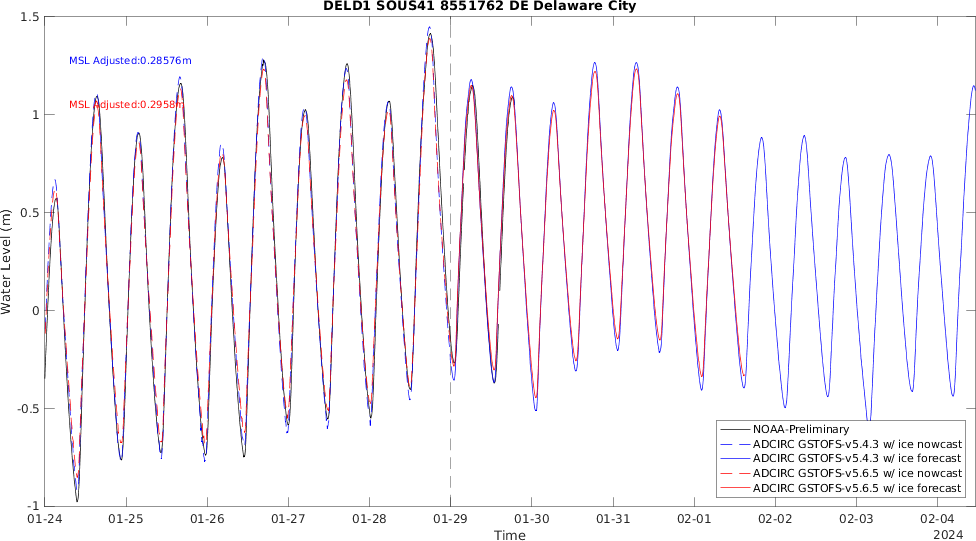 DELD1 SOUS41 8551762 DE Delaware City
1.5
1
0.5
0
-0.5
-1
Water Level (m)
MSL Adjusted:0.28576m
MSL Adjusted:0.2958m
NOAA-Preliminary
ADCIRC GSTOFS-v5.4.3 w/ ice nowcast
ADCIRC GSTOFS-v5.4.3 w/ ice forecast
ADCIRC GSTOFS-v5.6.5 w/ ice nowcast
ADCIRC GSTOFS-v5.6.5 w/ ice forecast
01-24 01-25 01-26 01-27 01-28 01-29 01-30 01-31 02-01 02-02 02-03 02-04
Time
2024